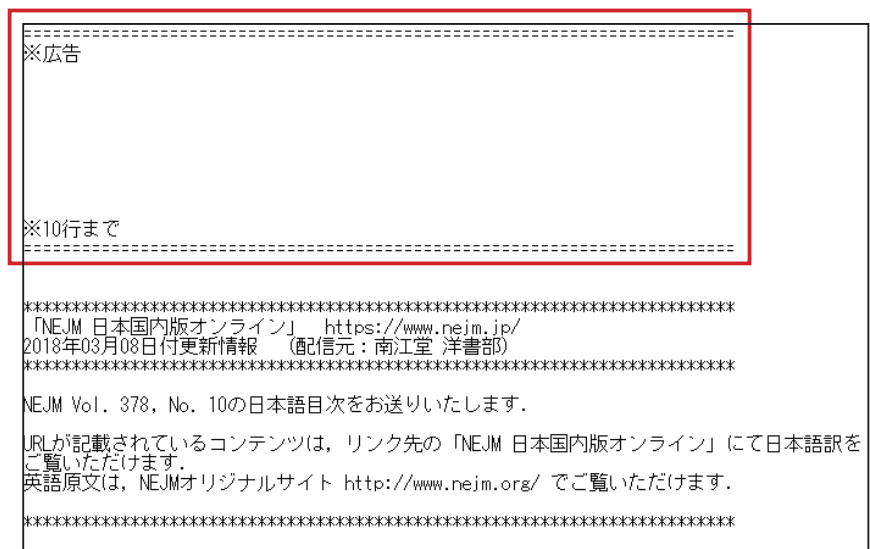 =========================================================================
※広告
※10行まで
=========================================================================
*************************************************************************
「NEJM 日本国内版オンライン」　https://www.nejm.jp/
2018年03月08日付更新情報　（配信元：南江堂 洋書部）
*************************************************************************
NEJM Vol. 378, No. 10の日本語目次をお送りいたします．
URLが記載されているコンテンツは，リンク先の「NEJM 日本国内版オンライン」にて日本語訳を
ご覧いただけます．
英語原文は，NEJMオリジナルサイト http://www.nejm.org/ でご覧いただけます．
*************************************************************************